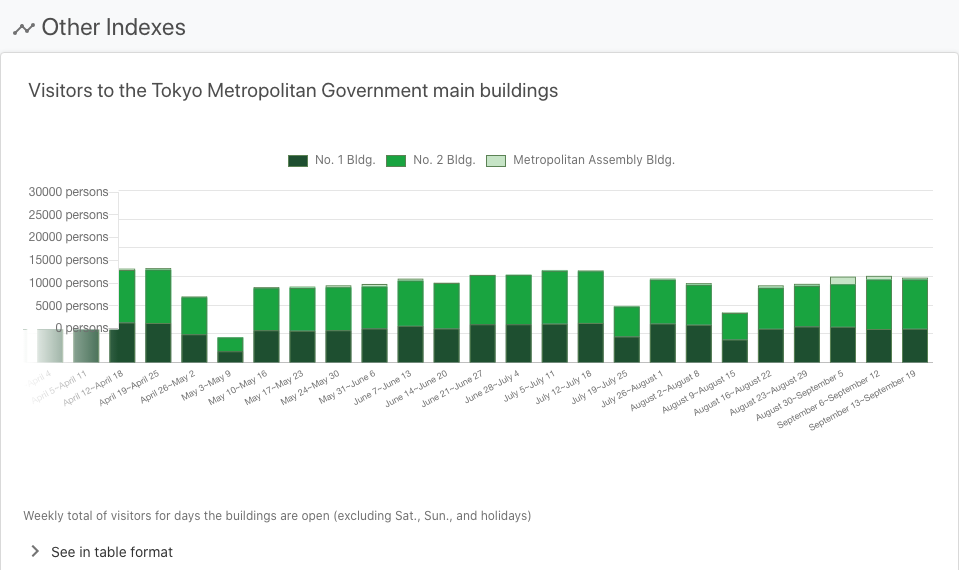 Other Indexes
Visitors to the Tokyo Metropolitan Government main buildings
No. 1 Bldg. No. 2 Bldg. Metropolitan Assembly Bldg.
30000 persons
25000 persons
20000 persons
15000 persons
10000 persons
5000 persons
0 persons
April 5~April 11
April 12~April 18
April 19~April 25
April 26~May 2
May 3~May 9
May 10~May 16
May 17~May 23
May 24~May 30
May 31~June 6
June 7~June 13
June 14~June 20
June 21~June 27
June 28~July 4
July 5~July 11
July 12~July 18
July 19~July 25
July 26~August 1
August 2~August 8
August 9~August 15
August 16~August 22
August 23~August 29
August 30~September 5
September 6~September 12
September 13~September 19
Weekly total of visitors for days the buildings are open (excluding Sat., Sun., and holidays)
See in table format